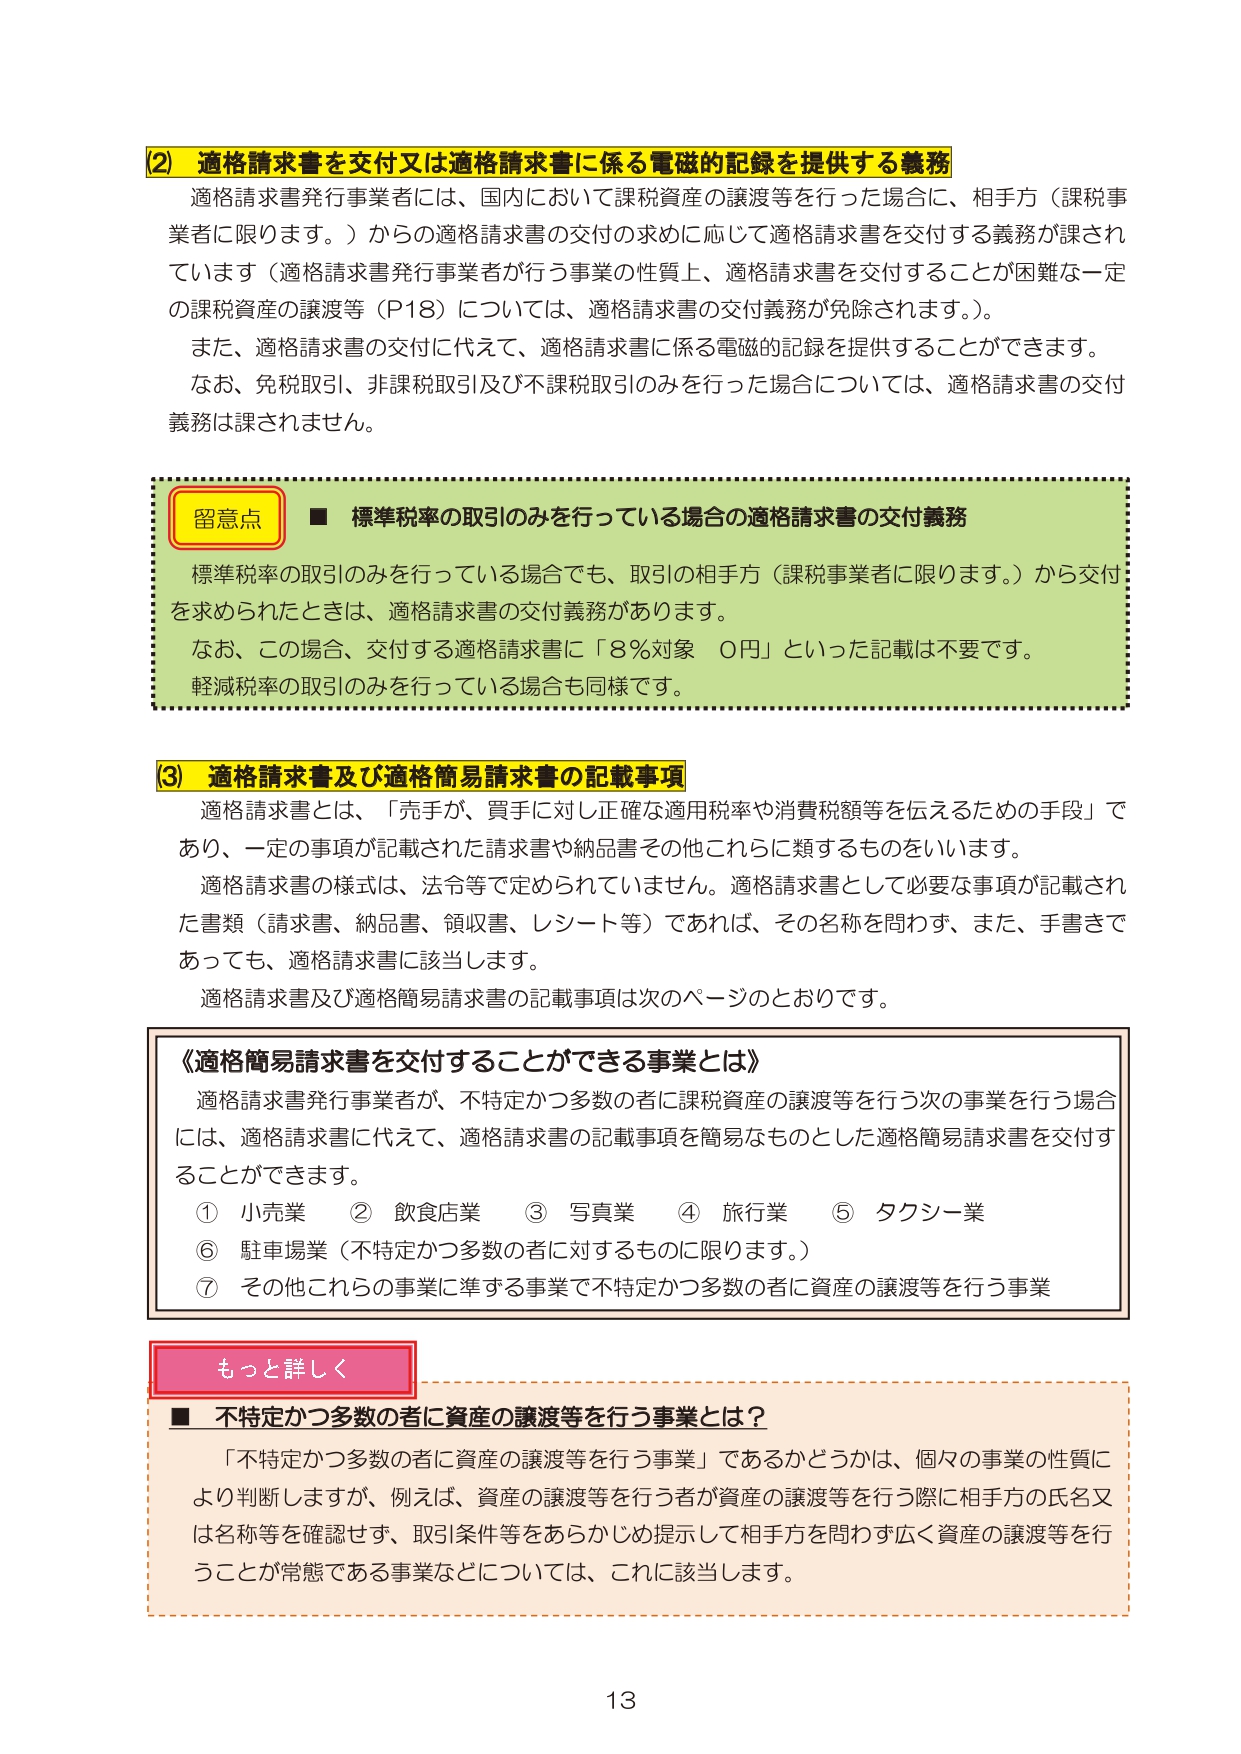 (2)　適格請求書を交付又は適格請求書に係る電磁的記録を提供する義務
適格請求書発行事業者には、国内において課税資産の譲渡等を行った場合に、相手方（課税事
業者に限ります。）からの適格請求書の交付の求めに応じて適格請求書を交付する義務が課され
ています（適格請求書発行事業者が行う事業の性質上、適格請求書を交付することが困難な一定
の課税資産の譲渡等（P18）については、適格請求書の交付義務が免除されます。）。
また、適格請求書の交付に代えて、適格請求書に係る電磁的記録を提供することができます。
なお、免税取引、非課税取引及び不課税取引のみを行った場合については、適格請求書の交付
義務は課されません。
留意点　■　標準税率の取引のみを行っている場合の適格請求書の交付義務
標準税率の取引のみを行っている場合でも、取引の相手方（課税事業者に限ります。）から交付
を求められたときは、適格請求書の交付義務があります。
なお、この場合、交付する適格請求書に「８％対象　０円」といった記載は不要です。
軽減税率の取引のみを行っている場合も同様です。
(3)　適格請求書及び適格簡易請求書の記載事項
適格請求書とは、「売手が、買手に対し正確な適用税率や消費税額等を伝えるための手段」で
あり、一定の事項が記載された請求書や納品書その他これらに類するものをいいます。
適格請求書の様式は、法令等で定められていません。適格請求書として必要な事項が記載され
た書類（請求書、納品書、領収書、レシート等）であれば、その名称を問わず、また、手書きで
あっても、適格請求書に該当します。
適格請求書及び適格簡易請求書の記載事項は次のページのとおりです。
《適格簡易請求書を交付することができる事業とは》
適格請求書発行事業者が、不特定かつ多数の者に課税資産の譲渡等を行う次の事業を行う場合
には、適格請求書に代えて、適格請求書の記載事項を簡易なものとした適格簡易請求書を交付す
ることができます。
①　小売業　②　飲食店業　③　写真業　④　旅行業　⑤　タクシー業
⑥　駐車場業（不特定かつ多数の者に対するものに限ります。）
⑦　その他これらの事業に準ずる事業で不特定かつ多数の者に資産の譲渡等を行う事業
もっと詳しく
■　不特定かつ多数の者に資産の譲渡等を行う事業とは？
「不特定かつ多数の者に資産の譲渡等を行う事業」であるかどうかは、個々の事業の性質に
より判断しますが、例えば、資産の譲渡等を行う者が資産の譲渡等を行う際に相手方の氏名又
は名称等を確認せず、取引条件等をあらかじめ提示して相手方を問わず広く資産の譲渡等を行
うことが常態である事業などについては、これに該当します。
13